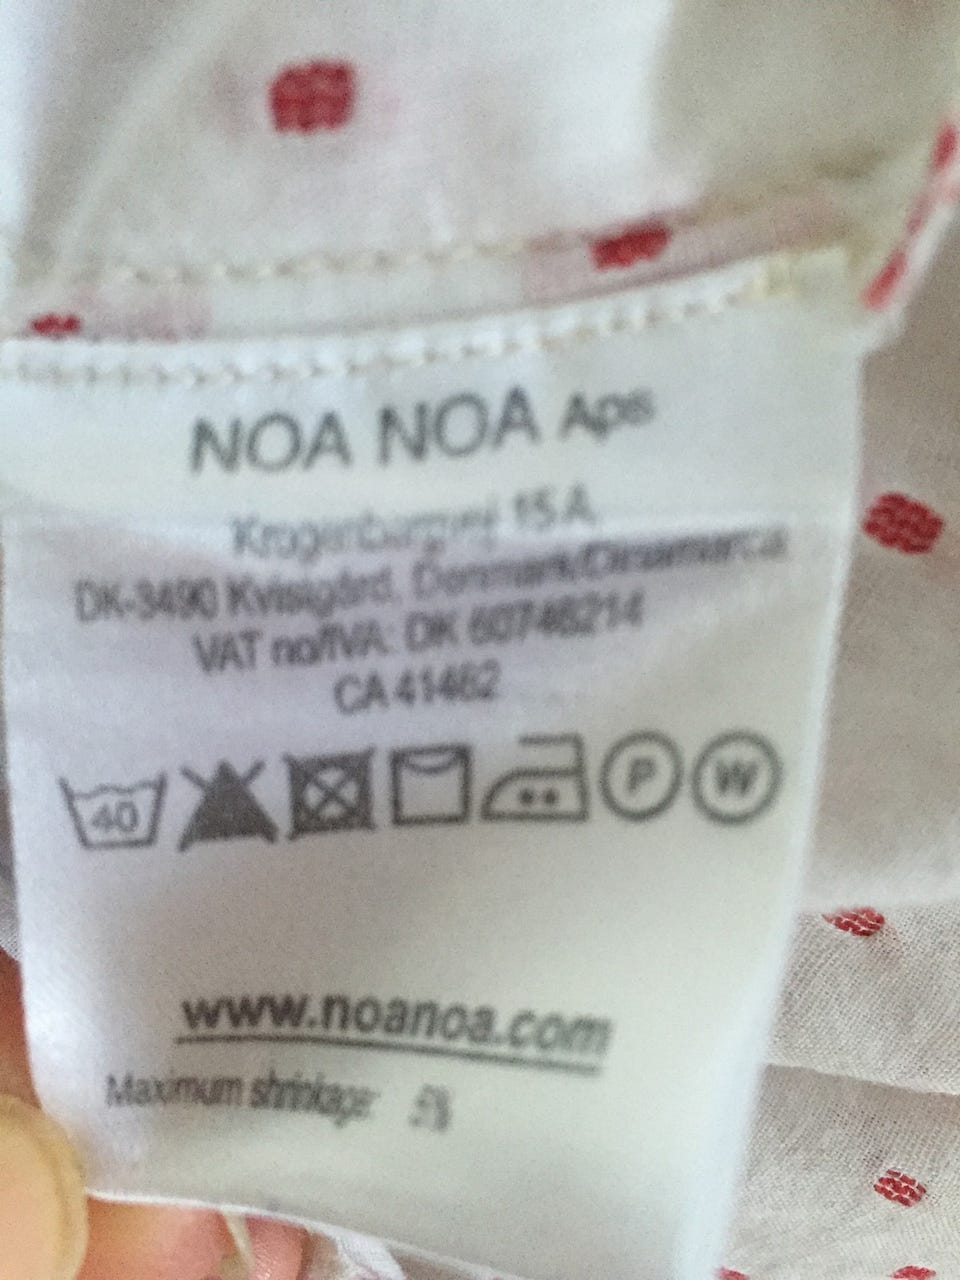 NOA NOA Aps
Krogenbergvej 15 A
DK-3490 Kvistgård, Denmark/Dinamarca
VAT no/IVA: DK 60746214
CA 41462
40
P W
www.noanoa.com
Maximum shrinkage: